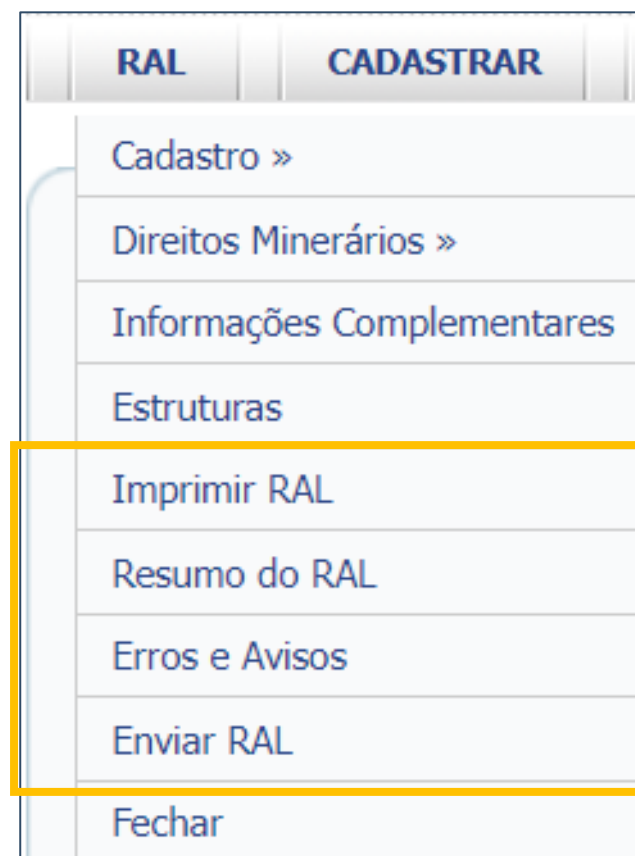 RAL CADASTRAR
Cadastro »
Direitos Minerários »
Informações Complementares
Estruturas
Imprimir RAL
Resumo do RAL
Erros e Avisos
Enviar RAL
Fechar